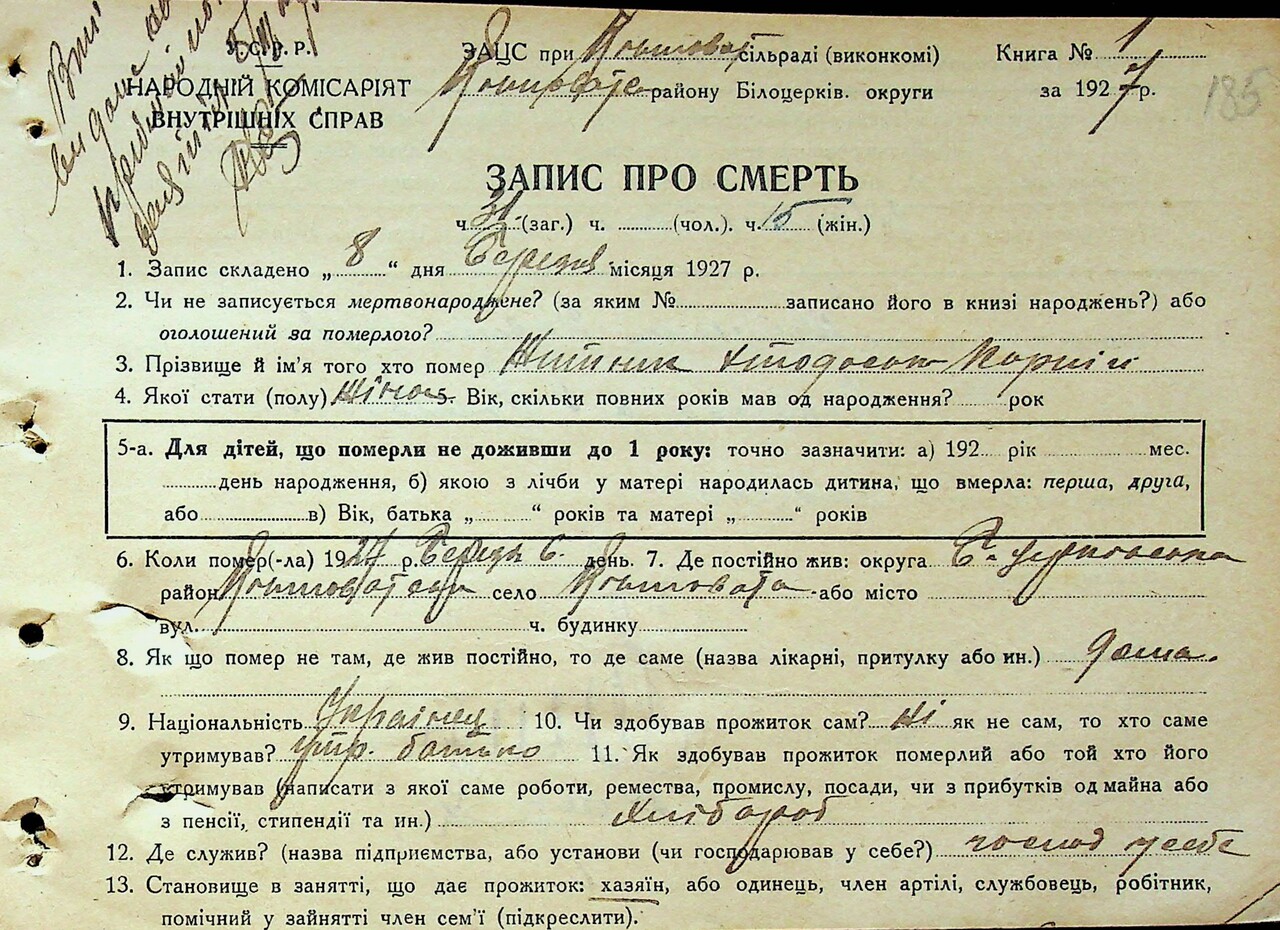 У.С.Р.Р.
НАРОДНІЙ КОМІСАРІЯТ
ВНУТРІШНІХ СПРАВ
ЗАЦС при сільраді (виконкомі)
району Білоцерків. округи
Книга № 1
за 1927 р.
185
ЗАПИС ПРО СМЕРТЬ
ч. 31 (заг.) ч. (чол.). ч. 15 (жін.)
1. Запис складено „ 8 “ дня Березня місяця 1927 р.
2. Чи не записується мертвонароджене? (за яким № записано його в книзі народжень?) або
оголошений за померлого?
3. Прізвище й ім'я того хто помер
4. Якої стати (полу) жіноч 5. Вік, скільки повних років мав од народження? рок
5-а. Для дітей, що померли не доживши до 1 року: точно зазначити: а) 192 рік мес.
день народження, б) якою з лічби у матері народилась дитина, що вмерла: перша, друга,
або в) Вік, батька „ “ років та матері „ “ років
6. Коли помер(-ла) 1927 р. 6. день. 7. Де постійно жив: округа Б-церковська
район село або місто
вул. ч. будинку
8. Як що помер не там, де жив постійно, то де саме (назва лікарні, притулку або ин.) дома.
9. Національність Українец 10. Чи здобував прожиток сам? ні як не сам, то хто саме
утримував? утр. батько 11. Як здобував прожиток померлий або той хто його
утримував (написати з якої саме роботи, ремества, промислу, посади, чи з прибутків од майна або
з пенсії, стипендії та ин.) Хлібороб
12. Де служив? (назва підприємства, або установи (чи господарював у себе?) господ у себе
13. Становище в занятті, що дає прожиток: хазяїн, або одинець, член артілі, службовець, робітник,
помічний у зайнятті член сем'ї (підкреслити).